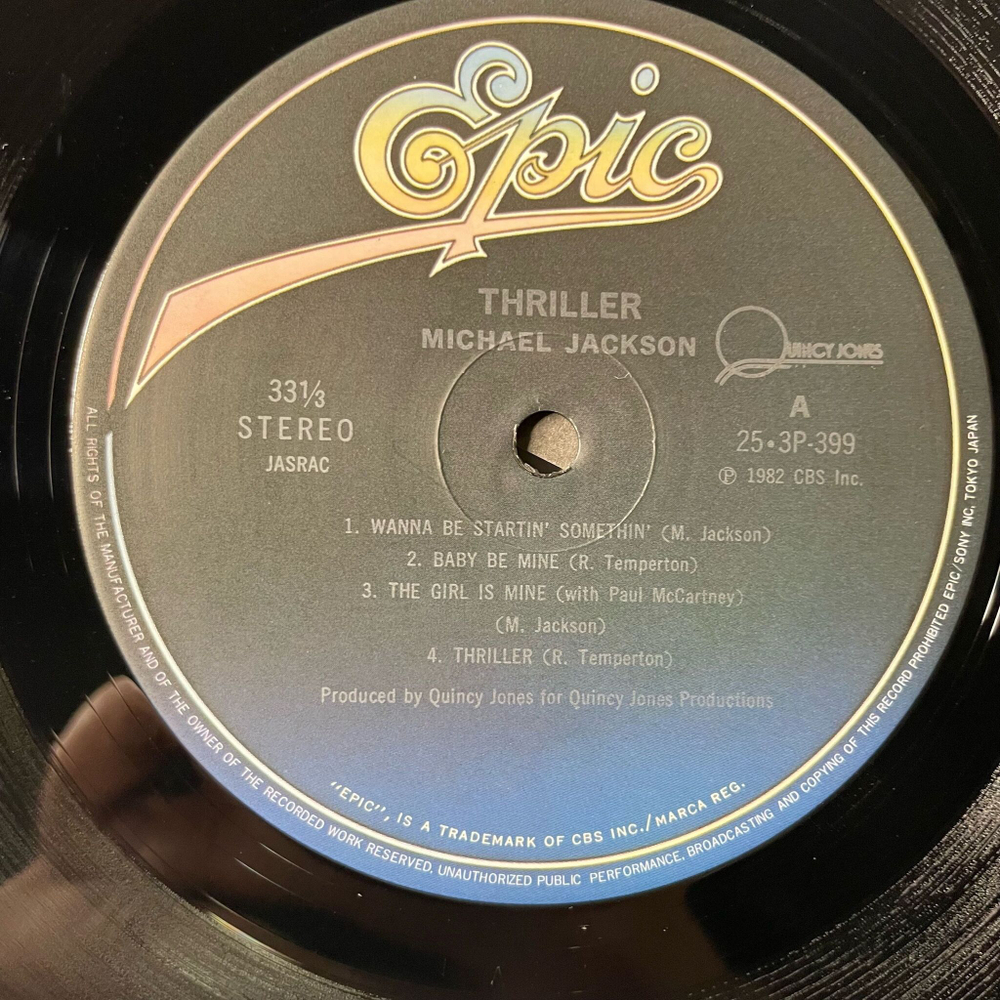 Epic
THRILLER
MICHAEL JACKSON
QUINCY JONES
33⅓
STEREO
JASRAC
A
25•3P-399
℗ 1982 CBS Inc.
1. WANNA BE STARTIN' SOMETHIN' (M. Jackson)
2. BABY BE MINE (R. Temperton)
3. THE GIRL IS MINE (with Paul McCartney)
(M. Jackson)
4. THRILLER (R. Temperton)
Produced by Quincy Jones for Quincy Jones Productions
"EPIC", IS A TRADEMARK OF CBS INC./MARCA REG.
ALL RIGHTS OF THE MANUFACTURER AND OF THE OWNER OF THE RECORDED WORK RESERVED. UNAUTHORIZED PUBLIC PERFORMANCE, BROADCASTING AND COPYING OF THIS RECORD PROHIBITED EPIC/SONY INC, TOKYO JAPAN